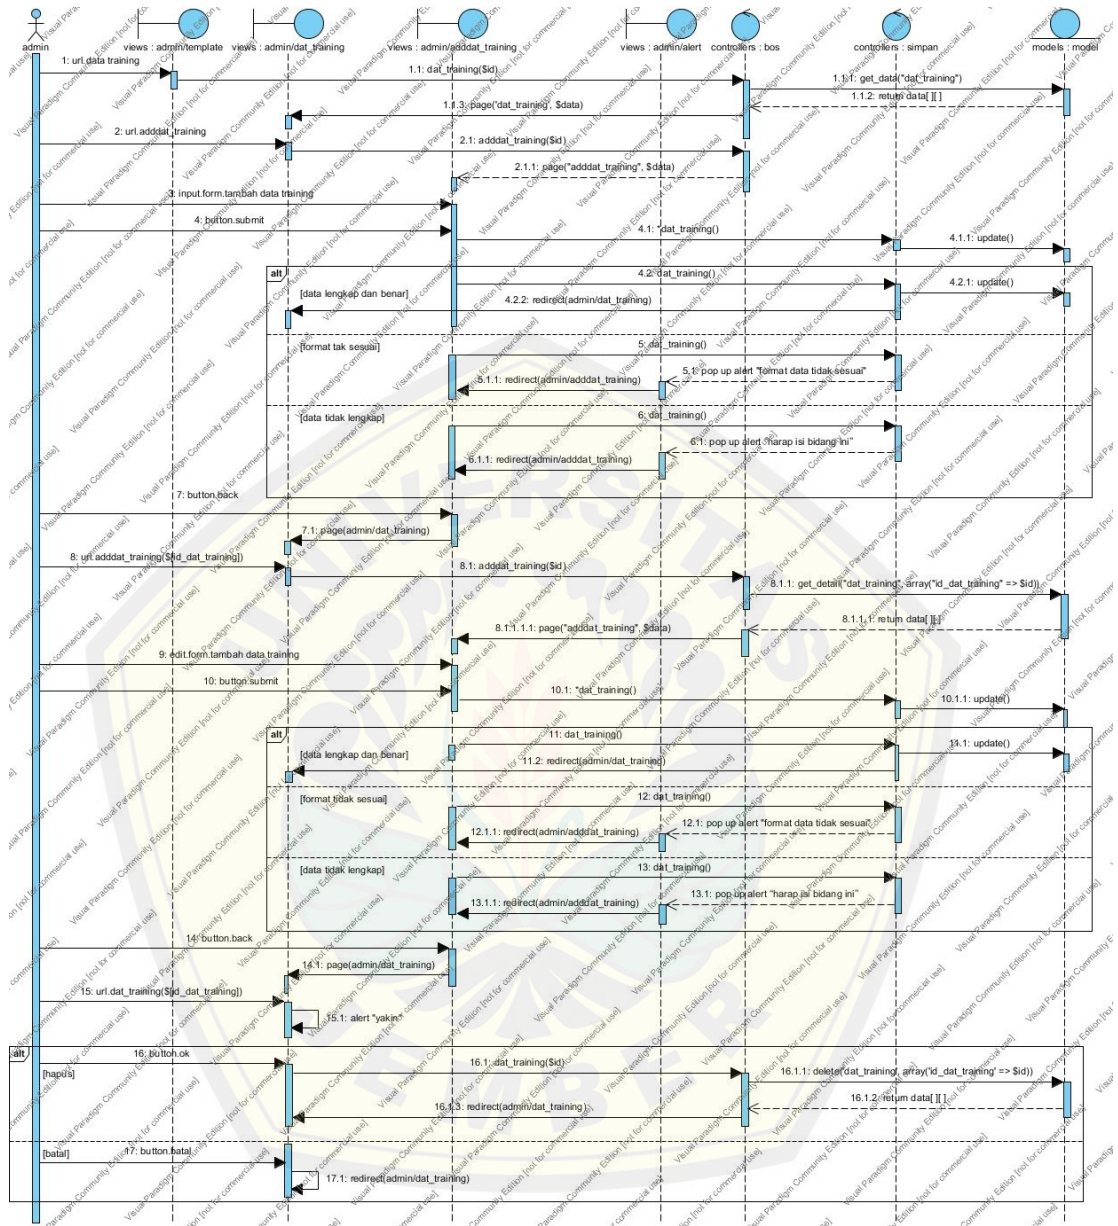 admin
views : admin/template
views : admin/dat_training
views : admin/adddat_training
views : admin/alert
controllers : bos
controllers : simpan
models : model
1: url.data training
1.1: dat_training($id)
1.1.1: get_data("dat_training")
1.1.2: return data[ ][ ]
1.1.3: page("dat_training', $data)
2: url.adddat_training
2.1: adddat_training($id)
2.1.1: page("adddat_training", $data)
3: input.form.tambah data training
4: button.submit
4.1: *dat_training()
4.1.1: update()
alt
[data lengkap dan benar]
4.2: dat_training()
4.2.1: update()
4.2.2: redirect(admin/dat_training)
[format tak sesuai]
5: dat_training()
5.1: pop up alert "format data tidak sesuai"
5.1.1: redirect(admin/adddat_training)
[data tidak lengkap]
6: dat_training()
6.1: pop up alert "harap isi bidang ini"
6.1.1: redirect(admin/adddat_training)
7: button.back
7.1: page(admin/dat_training)
8: url.adddat_training($[id_dat_training])
8.1: adddat_training($id)
8.1.1: get_detail("dat_training", array("id_dat_training" => $id))
8.1.1.1: return data[ ][ ]
8.1.1.1.1: page("adddat_training", $data)
9: edit.form.tambah data training
10: button.submit
10.1: *dat_training()
10.1.1: update()
alt
[data lengkap dan benar]
11: dat_training()
11.1: update()
11.2: redirect(admin/dat_training)
[format tidak sesuai]
12: dat_training()
12.1: pop up alert "format data tidak sesuai"
12.1.1: redirect(admin/adddat_training)
[data tidak lengkap]
13: dat_training()
13.1: pop up alert "harap isi bidang ini"
13.1.1: redirect(admin/adddat_training)
14: button.back
14.1: page(admin/dat_training)
15: url.dat_training($[id_dat_training])
15.1: alert "yakin"
alt
[hapus]
16: button.ok
16.1: dat_training($id)
16.1.1: delete('dat_training', array('id_dat_training' => $id))
16.1.2: return data[ ][ ]
16.1.3: redirect(admin/dat_training)
[batal]
17: button.batal
17.1: redirect(admin/dat_training)
UNIVERSITAS
JEMBER
Visual Paradigm Community Edition [not for commercial use]